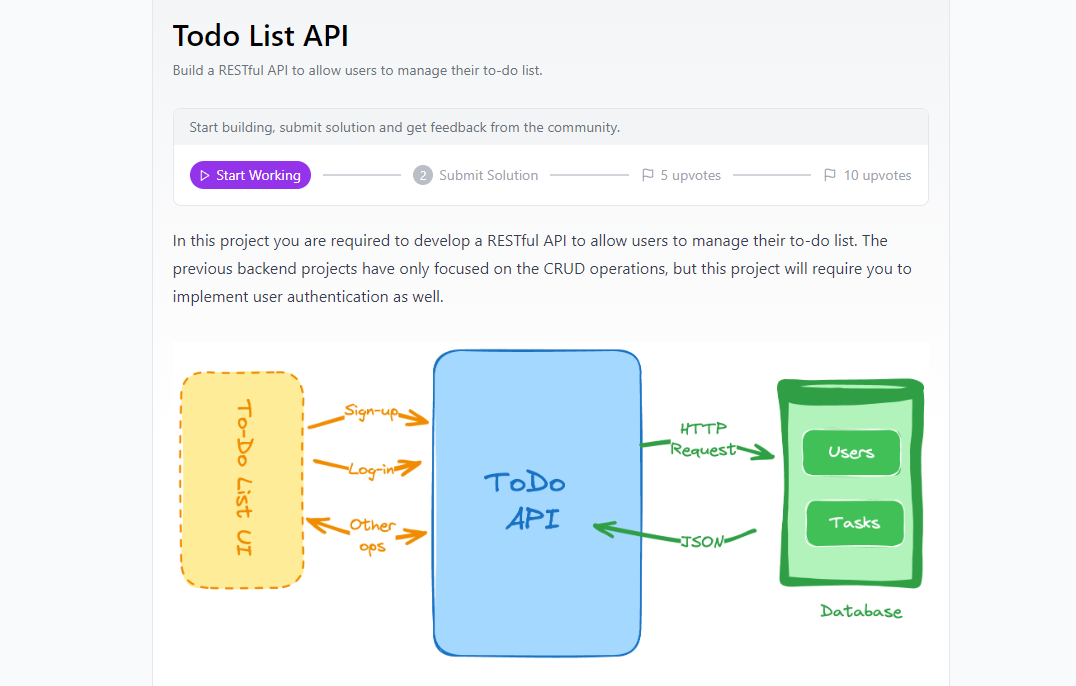 Todo List API
Build a RESTful API to allow users to manage their to-do list.
Start building, submit solution and get feedback from the community.
Start Working
2 Submit Solution
5 upvotes
10 upvotes
In this project you are required to develop a RESTful API to allow users to manage their to-do list. The
previous backend projects have only focused on the CRUD operations, but this project will require you to
implement user authentication as well.
To-Do List UI
Sign-up
Log-in
Other
ops
ToDo
API
HTTP
Request
JSON
Users
Tasks
Database